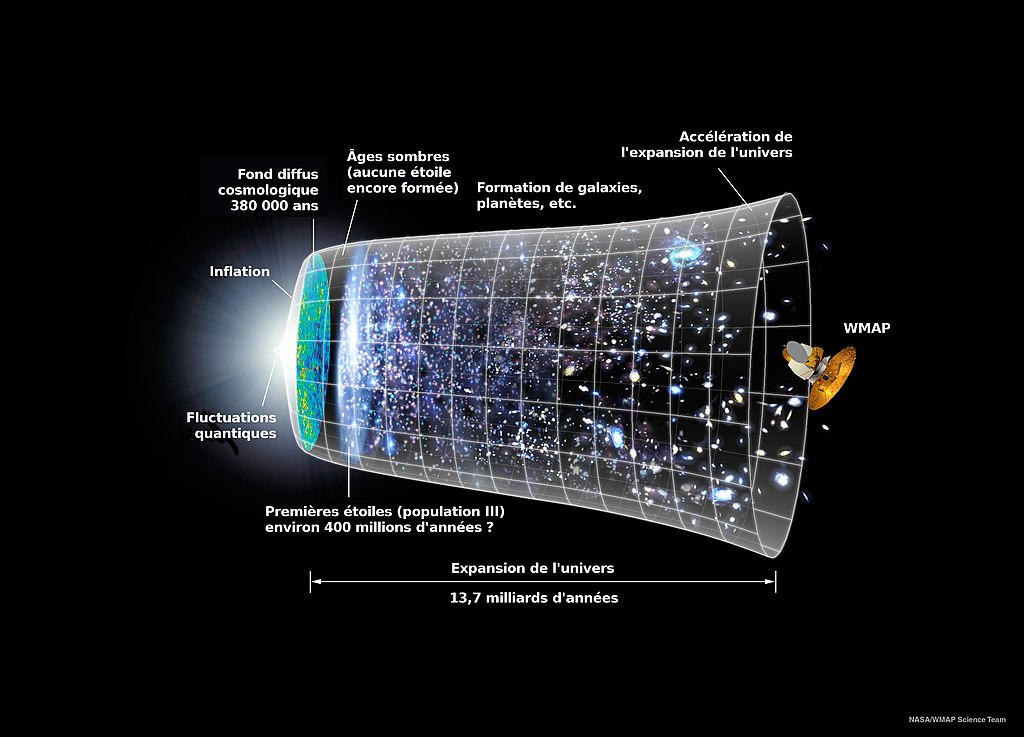 Accélération de
l'expansion de l'univers
Âges sombres
(aucune étoile
encore formée)
Fond diffus
cosmologique
380 000 ans
Formation de galaxies,
planètes, etc.
Inflation
WMAP
Fluctuations
quantiques
Premières étoiles (population III)
environ 400 millions d'années ?
Expansion de l'univers
13,7 milliards d'années
NASA/WMAP Science Team